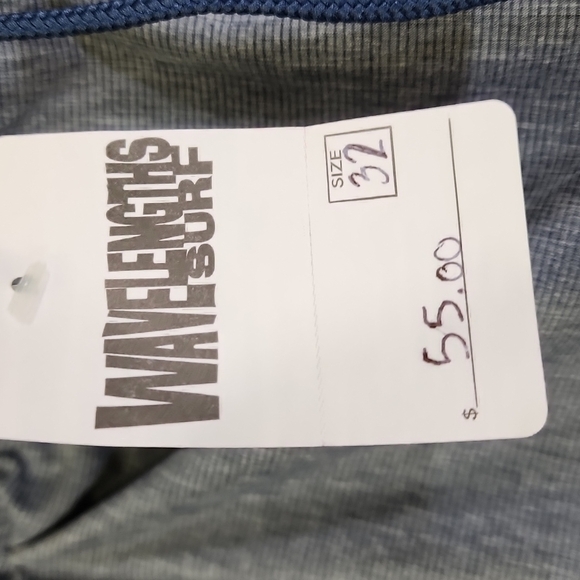 WAVELENGTHS
SURF
SIZE
32
$ 55.00